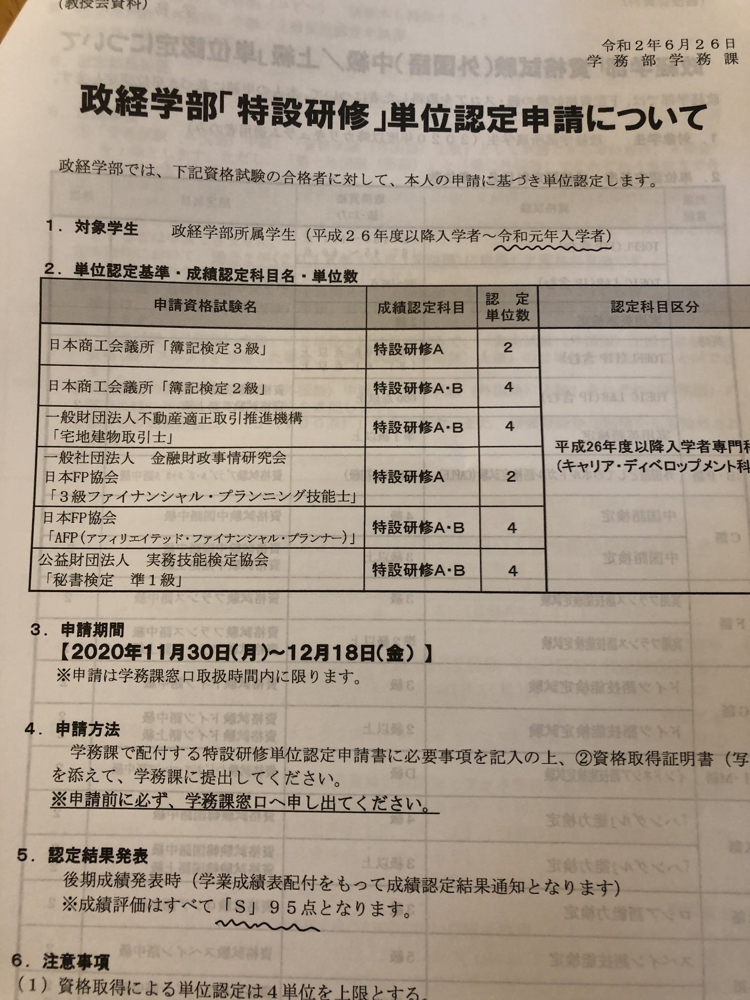 (教授会資料)
令和2年6月26日
学務部学務課
政経学部「特設研修」単位認定申請について
政経学部では、下記資格試験の合格者に対して、本人の申請に基づき単位認定します。
1. 対象学生　政経学部所属学生（平成26年度以降入学者～令和元年入学者）
2. 単位認定基準・成績認定科目名・単位数
申請資格試験名　成績認定科目　認定単位数　認定科目区分
日本商工会議所「簿記検定3級」　特設研修A　2
日本商工会議所「簿記検定2級」　特設研修A・B　4
一般財団法人不動産適正取引推進機構
「宅地建物取引士」　特設研修A・B　4
平成26年度以降入学者専門科
(キャリア・ディベロップメント科
一般社団法人　金融財政事情研究会
日本FP協会　特設研修A　2
「3級ファイナンシャル・プランニング技能士」
日本FP協会
「AFP(アフィリエイテッド・ファイナンシャル・プランナー)」　特設研修A・B　4
公益財団法人　実務技能検定協会
「秘書検定　準1級」　特設研修A・B　4
3. 申請期間
【2020年11月30日(月)～12月18日(金)】
※申請は学務課窓口取扱時間内に限ります。
4. 申請方法
学務課で配付する特設研修単位認定申請書に必要事項を記入の上、②資格取得証明書（写
を添えて、学務課に提出してください。
※申請前に必ず、学務課窓口へ申し出てください。
5. 認定結果発表
後期成績発表時（学業成績表配付をもって成績認定結果通知となります）
※成績評価はすべて「S」95点となります。
6. 注意事項
（1）資格取得による単位認定は4単位を上限とする。